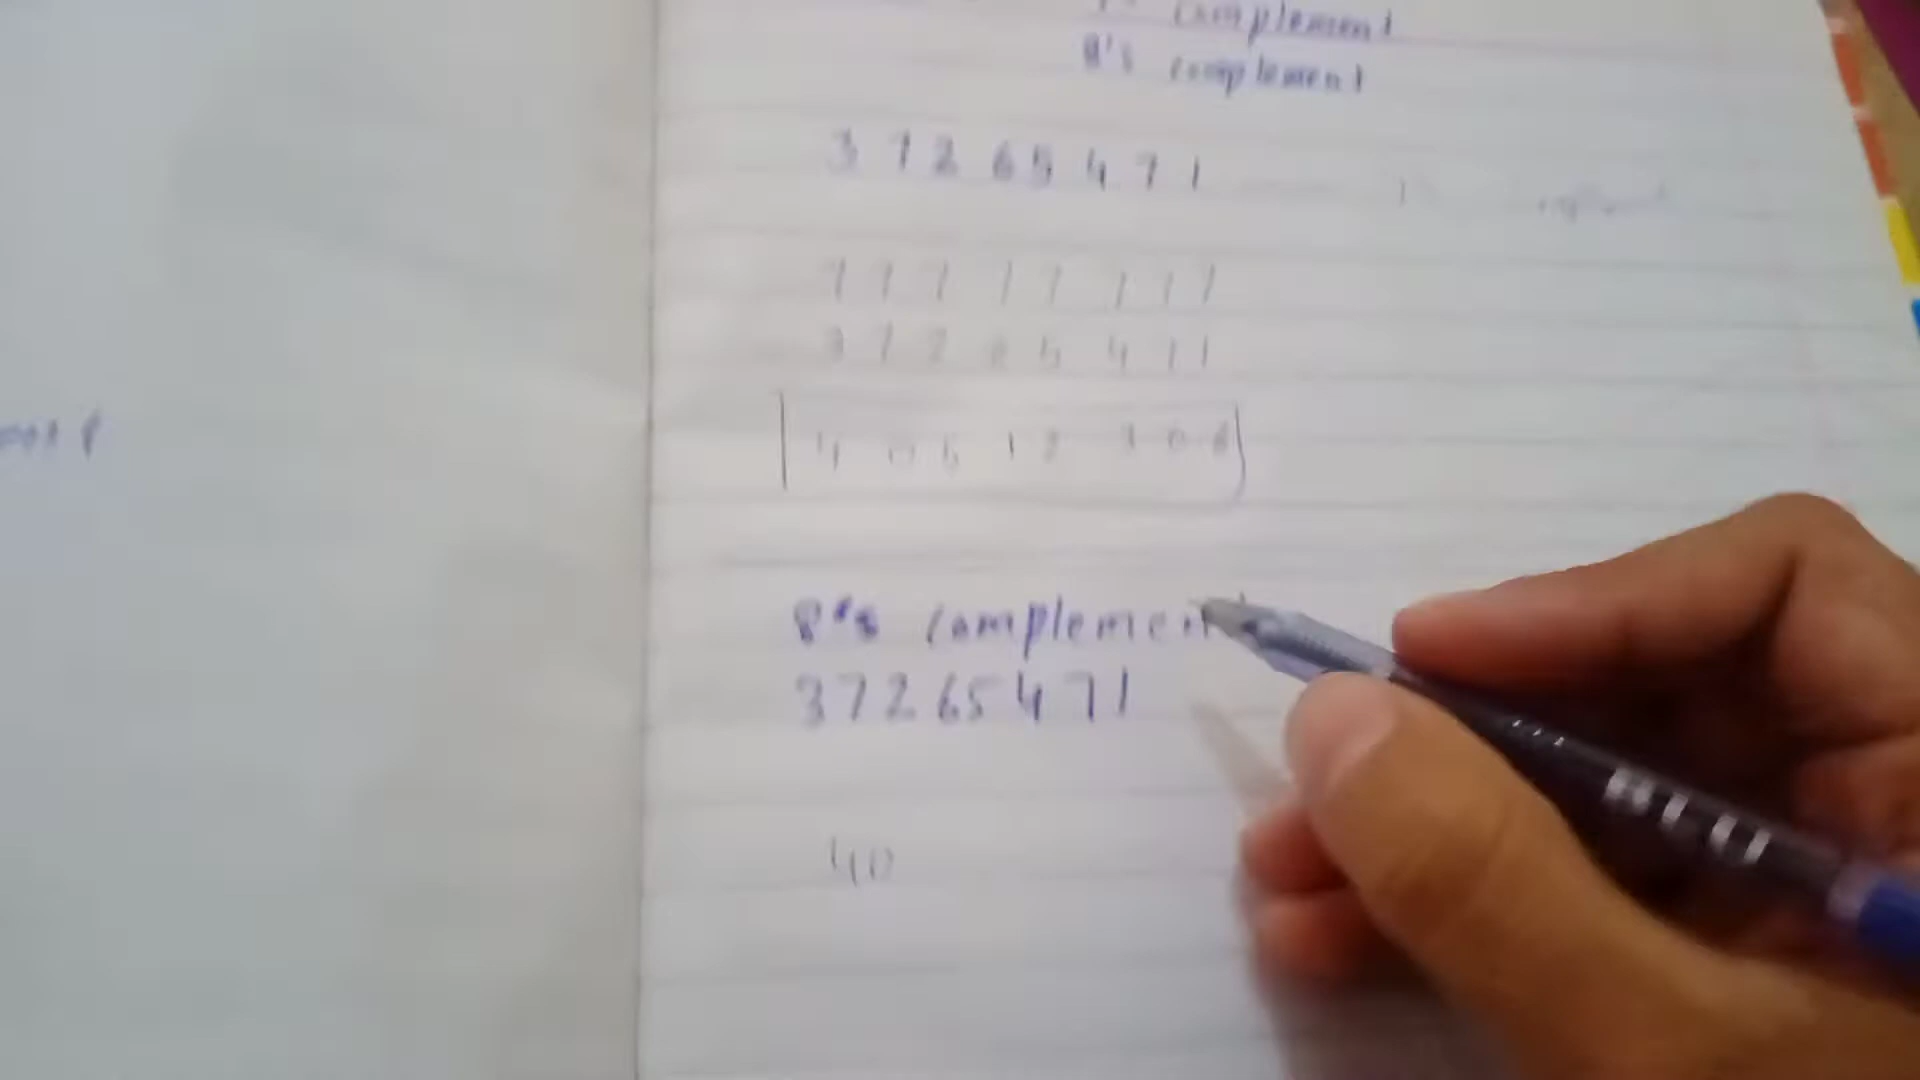 complement
8's complement
3 7 2 6 5 4 7 1
7 7 7 7 7 7 7 7
3 7 2 6 5 4 7 1
4 0 5 1 2 3 0 6
8's complement
3 7 2 6 5 4 7 1
40